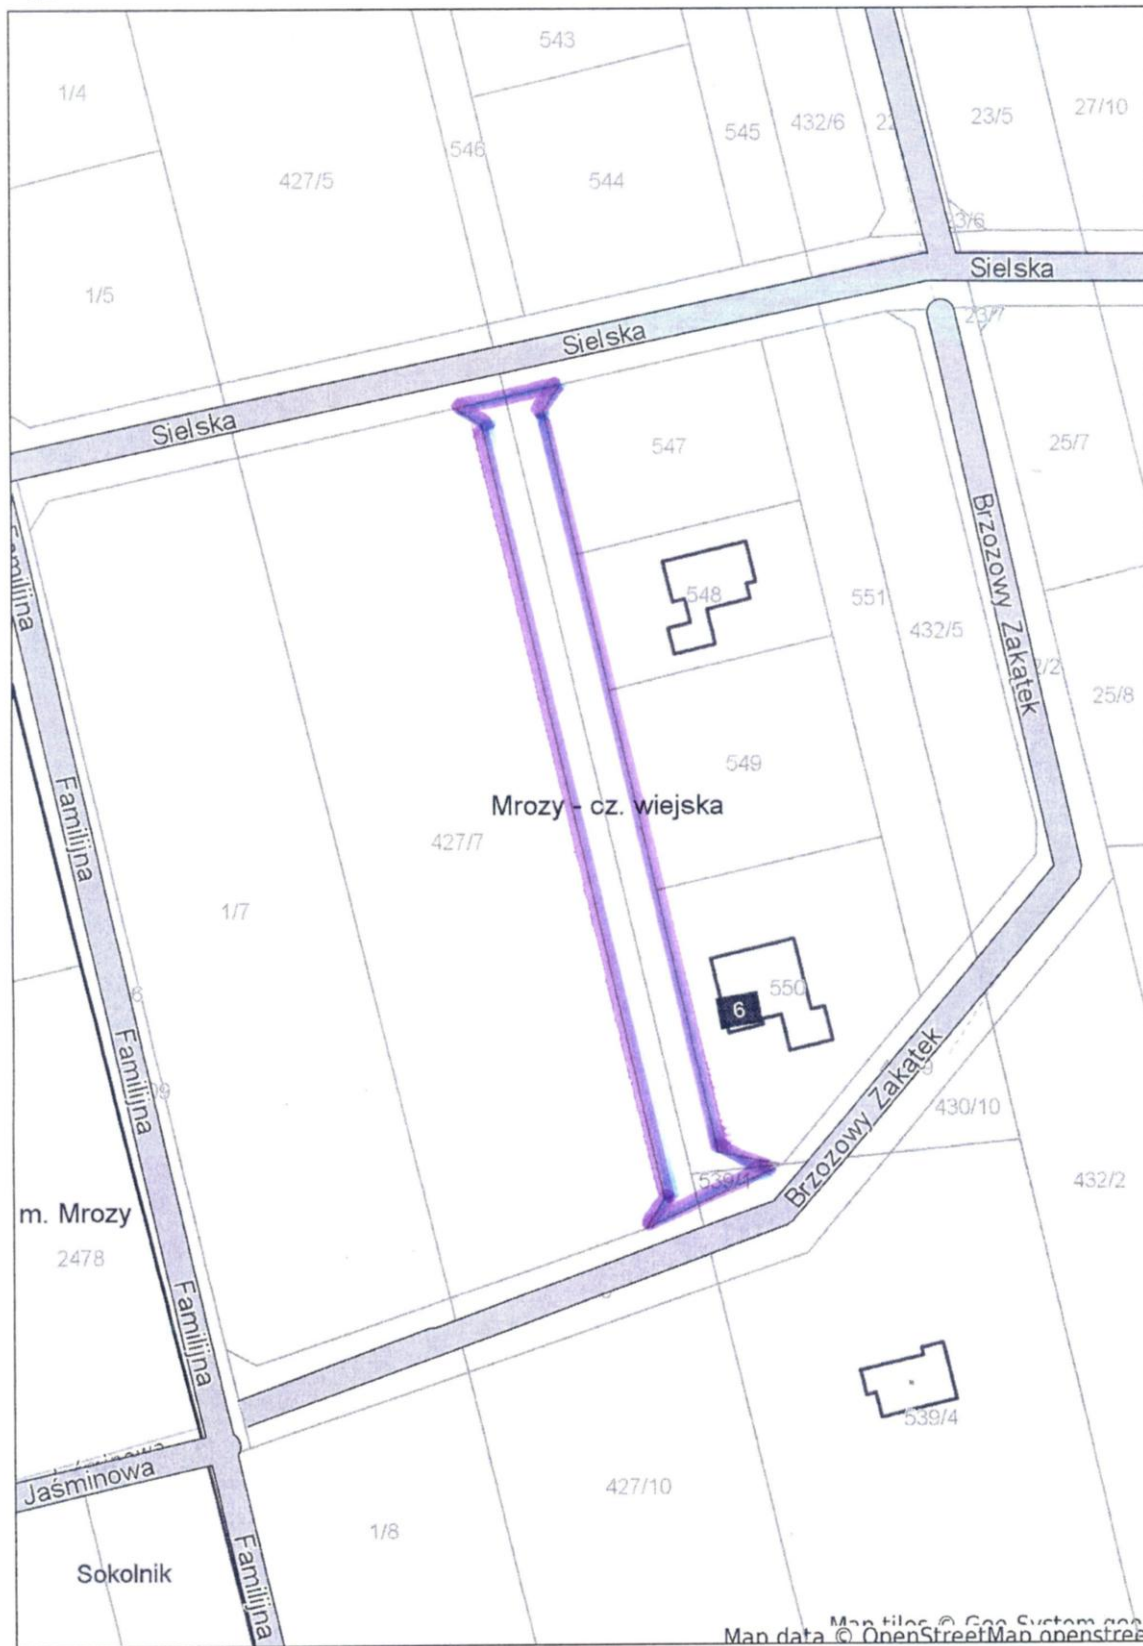 543
1/4
27/10
23/5
545
432/6
546
427/5
544
Sielska
1/5
23/7
Sielska
Sielska
547
25/7
Brzozowy Zakątek
Familijna
548
551
432/5
25/8
549
Mrozy - cz. wiejska
Familijna
427/7
1/7
550
6
Familijna
Brzozowy Zakątek
430/10
539/1
432/2
m. Mrozy
2478
Familijna
539/4
Jaśminowa
427/10
1/8
Familijna
Sokolnik
Map data © OpenStreetMap